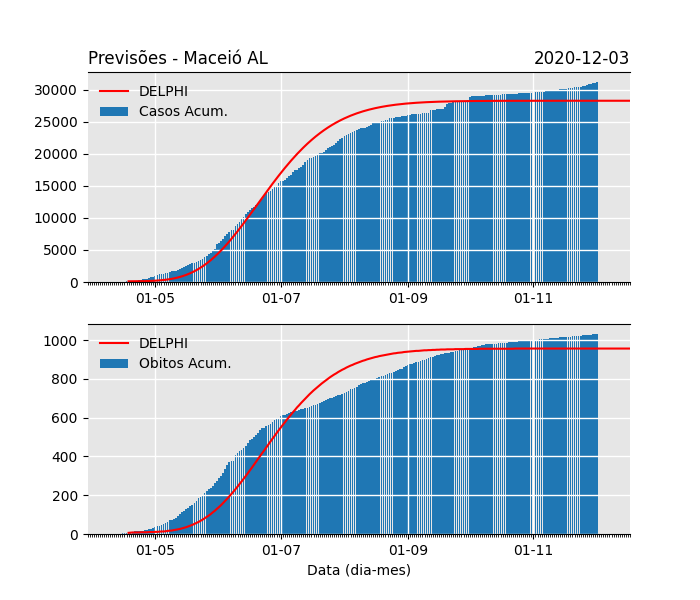 Previsões - Maceió AL 2020-12-03
30000
25000
20000
15000
10000
5000
0
DELPHI
Casos Acum.
01-05 01-07 01-09 01-11
1000
800
600
400
200
0
DELPHI
Obitos Acum.
01-05 01-07 01-09 01-11
Data (dia-mes)